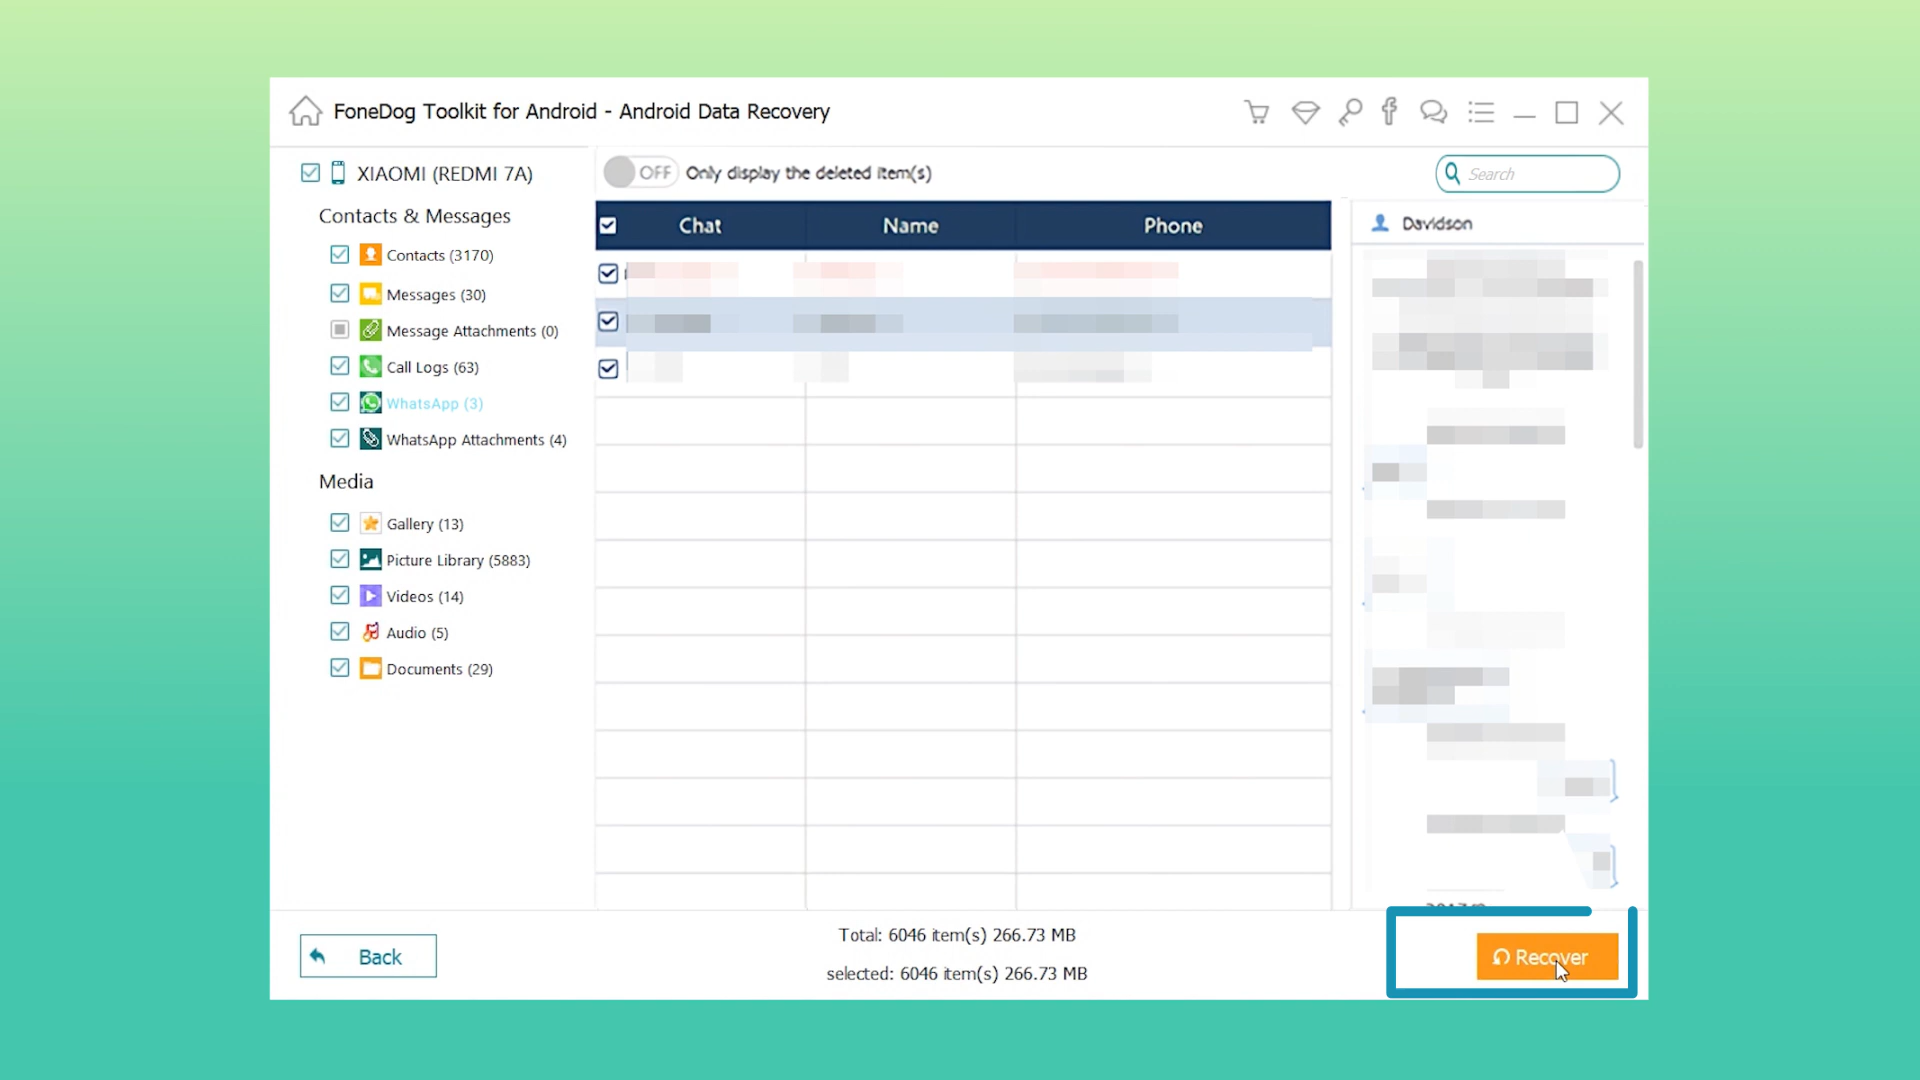 FoneDog Toolkit for Android - Android Data Recovery
XIAOMI (REDMI 7A)
Contacts & Messages
Contacts (3170)
Messages (30)
Message Attachments (0)
Call Logs (63)
WhatsApp (3)
WhatsApp Attachments (4)
Media
Gallery (13)
Picture Library (5883)
Videos (14)
Audio (5)
Documents (29)
OFF Only display the deleted item(s)
Search
Chat Name Phone
Davidson
Back
Total: 6046 item(s) 266.73 MB
selected: 6046 item(s) 266.73 MB
Recover